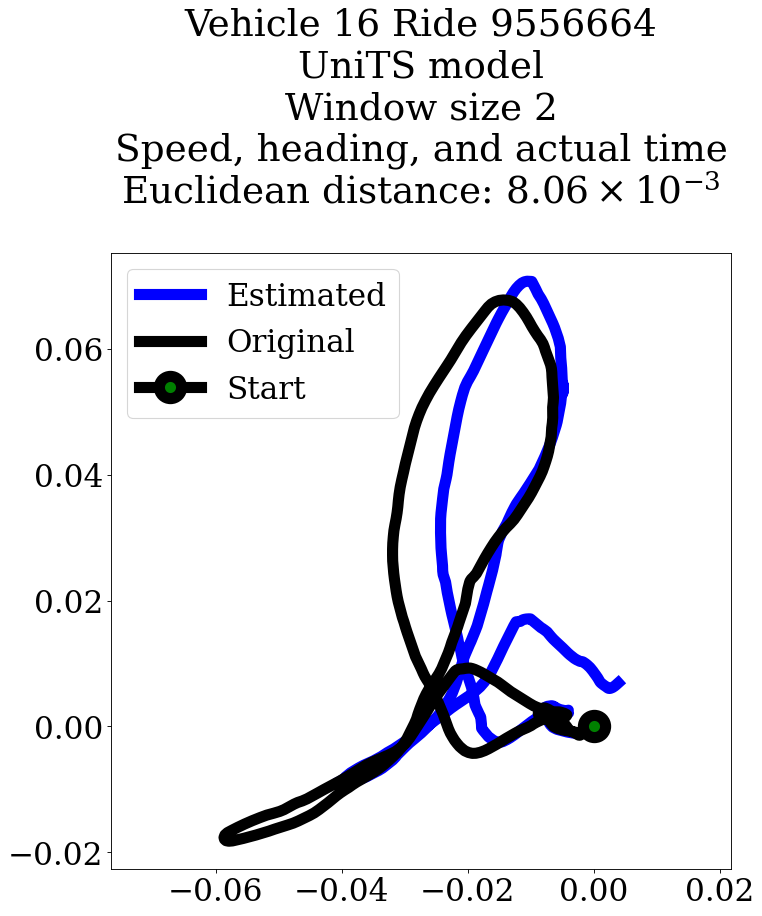 Vehicle 16 Ride 9556664
UniTS model
Window size 2
Speed, heading, and actual time
Euclidean distance: 8.06 × 10⁻³
Estimated
Original
Start
0.06
0.04
0.02
0.00
−0.02
−0.06 −0.04 −0.02 0.00 0.02